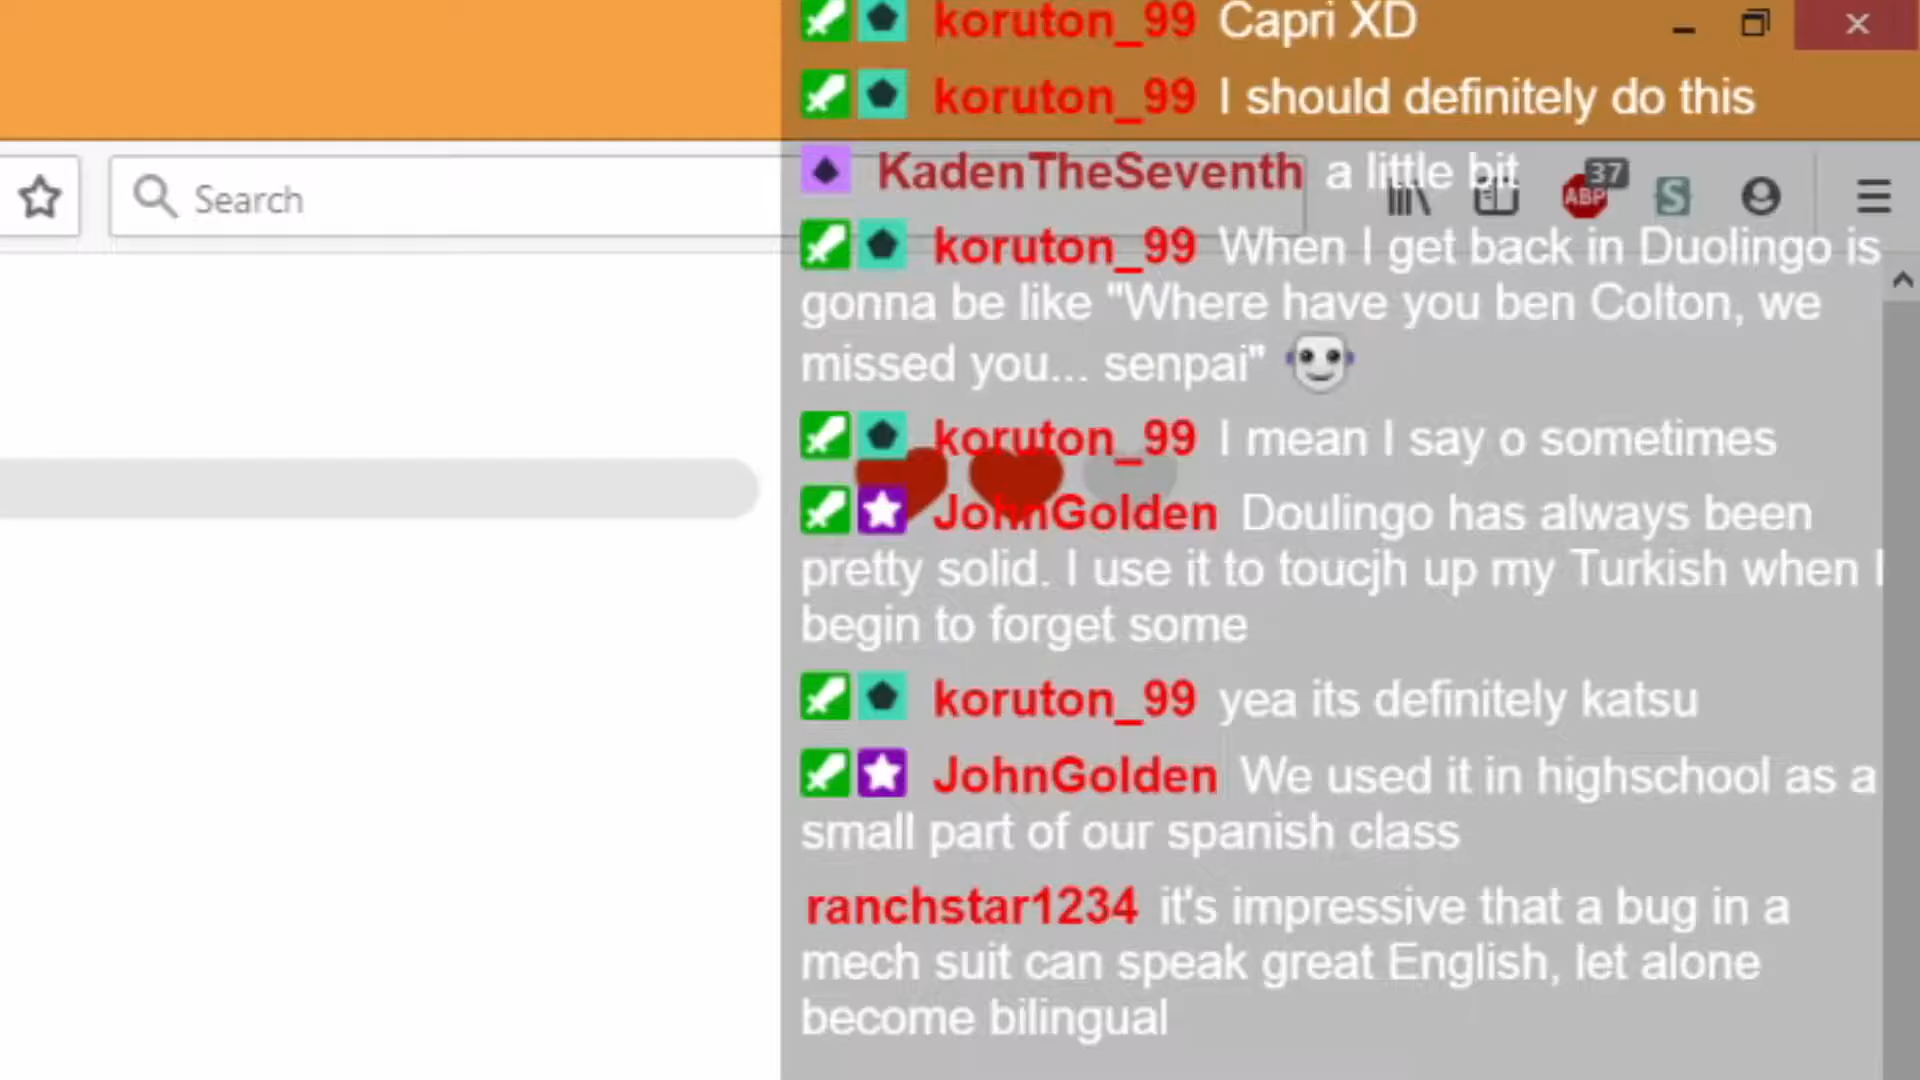 koruton_99 Capri XD
koruton_99 I should definitely do this
Search
KadenTheSeventh a little bit
37
ABP
S
koruton_99 When I get back in Duolingo is
gonna be like "Where have you ben Colton, we
missed you... senpai"
koruton_99 I mean I say o sometimes
JohnGolden Doulingo has always been
pretty solid. I use it to toucjh up my Turkish when I
begin to forget some
koruton_99 yea its definitely katsu
JohnGolden We used it in highschool as a
small part of our spanish class
ranchstar1234 it's impressive that a bug in a
mech suit can speak great English, let alone
become bilingual